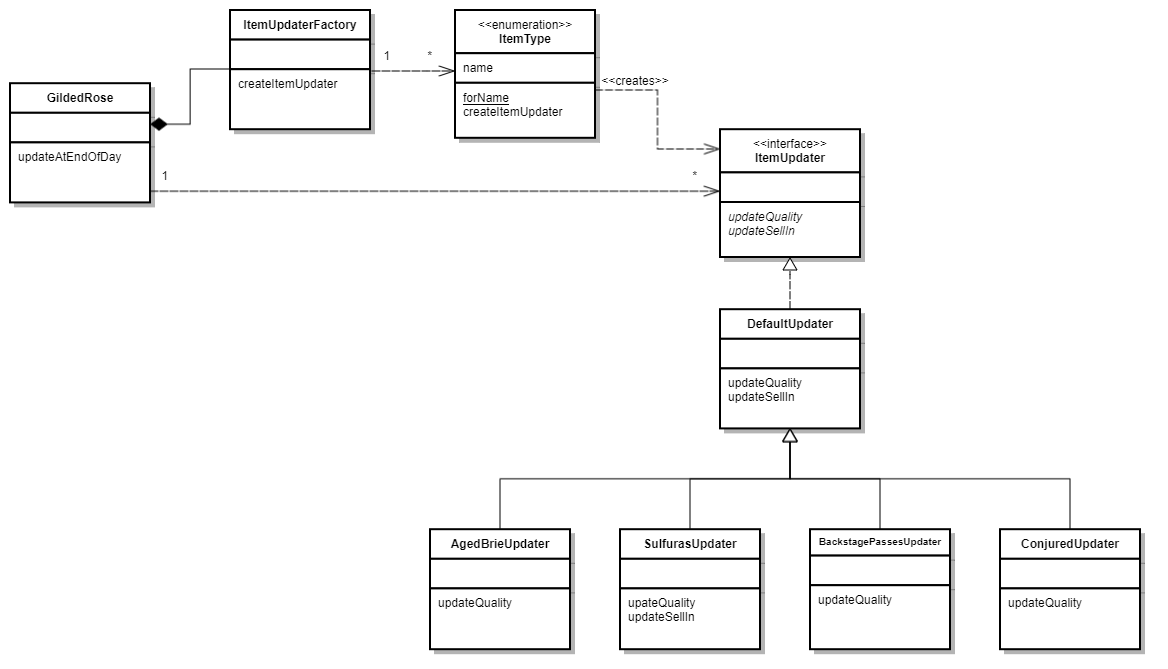 ItemUpdaterFactory
createItemUpdater
1
*
<<enumeration>>
ItemType
name
forName
createItemUpdater
<<creates>>
GildedRose
updateAtEndOfDay
1
*
<<interface>>
ItemUpdater
updateQuality
updateSellIn
DefaultUpdater
updateQuality
updateSellIn
AgedBrieUpdater
updateQuality
SulfurasUpdater
upateQuality
updateSellIn
BackstagePassesUpdater
updateQuality
ConjuredUpdater
updateQuality